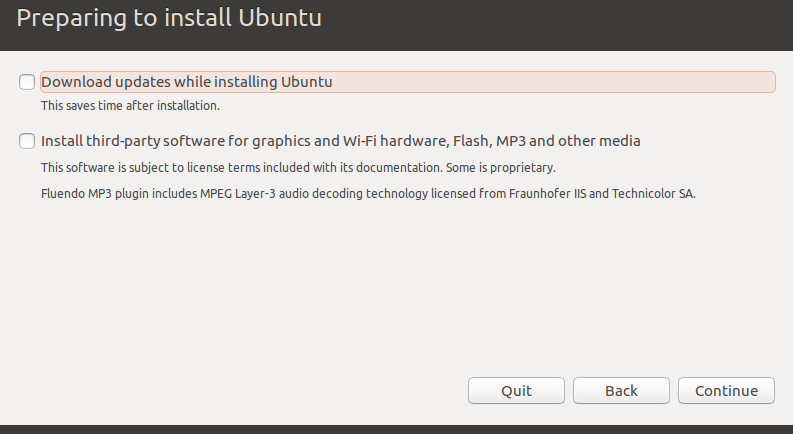 Preparing to install Ubuntu
Download updates while installing Ubuntu
This saves time after installation.
Install third-party software for graphics and Wi-Fi hardware, Flash, MP3 and other media
This software is subject to license terms included with its documentation. Some is proprietary.
Fluendo MP3 plugin includes MPEG Layer-3 audio decoding technology licensed from Fraunhofer IIS and Technicolor SA.
Quit Back Continue